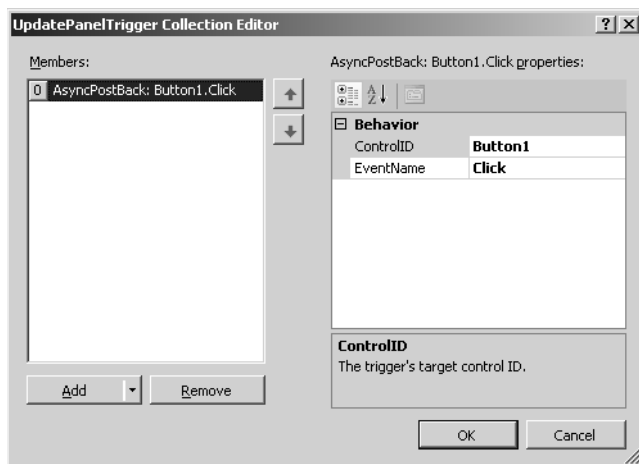 UpdatePanelTrigger Collection Editor
Members:
0 AsyncPostBack: Button1.Click
Add
Remove
AsyncPostBack: Button1.Click properties:
Behavior
ControlID Button1
EventName Click
ControlID
The trigger's target control ID.
OK
Cancel